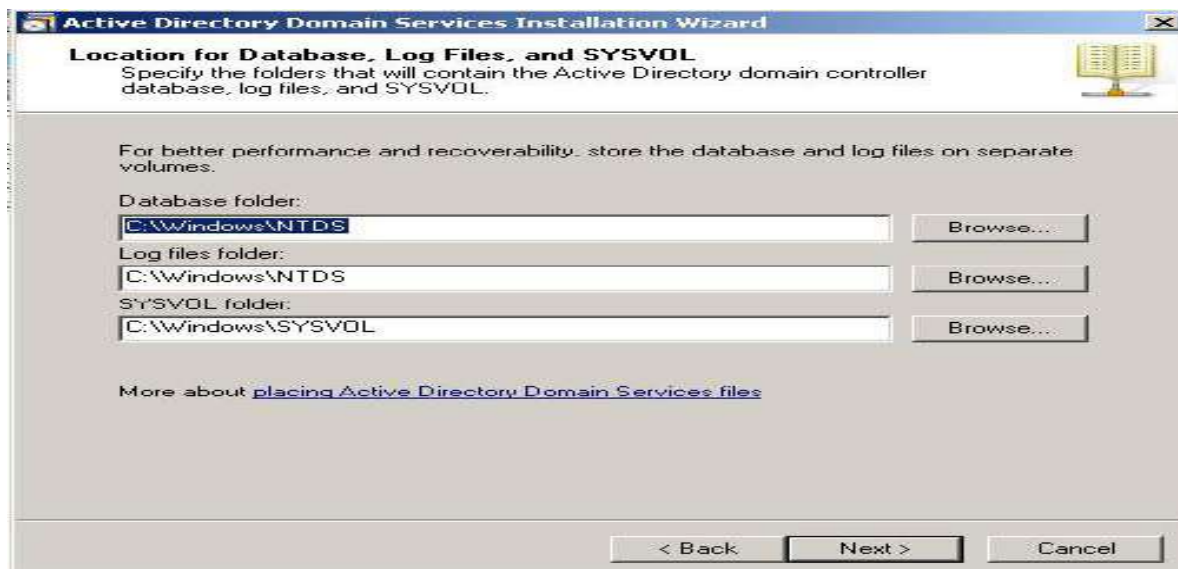 Active Directory Domain Services Installation Wizard
Location for Database, Log Files, and SYSVOL
Specify the folders that will contain the Active Directory domain controller
database, log files, and SYSVOL.
For better performance and recoverability, store the database and log files on separate
volumes.
Database folder:
C:\Windows\NTDS
Browse...
Log files folder:
C:\Windows\NTDS
Browse...
SYSVOL folder:
C:\Windows\SYSVOL
Browse...
More about placing Active Directory Domain Services files
< Back Next > Cancel